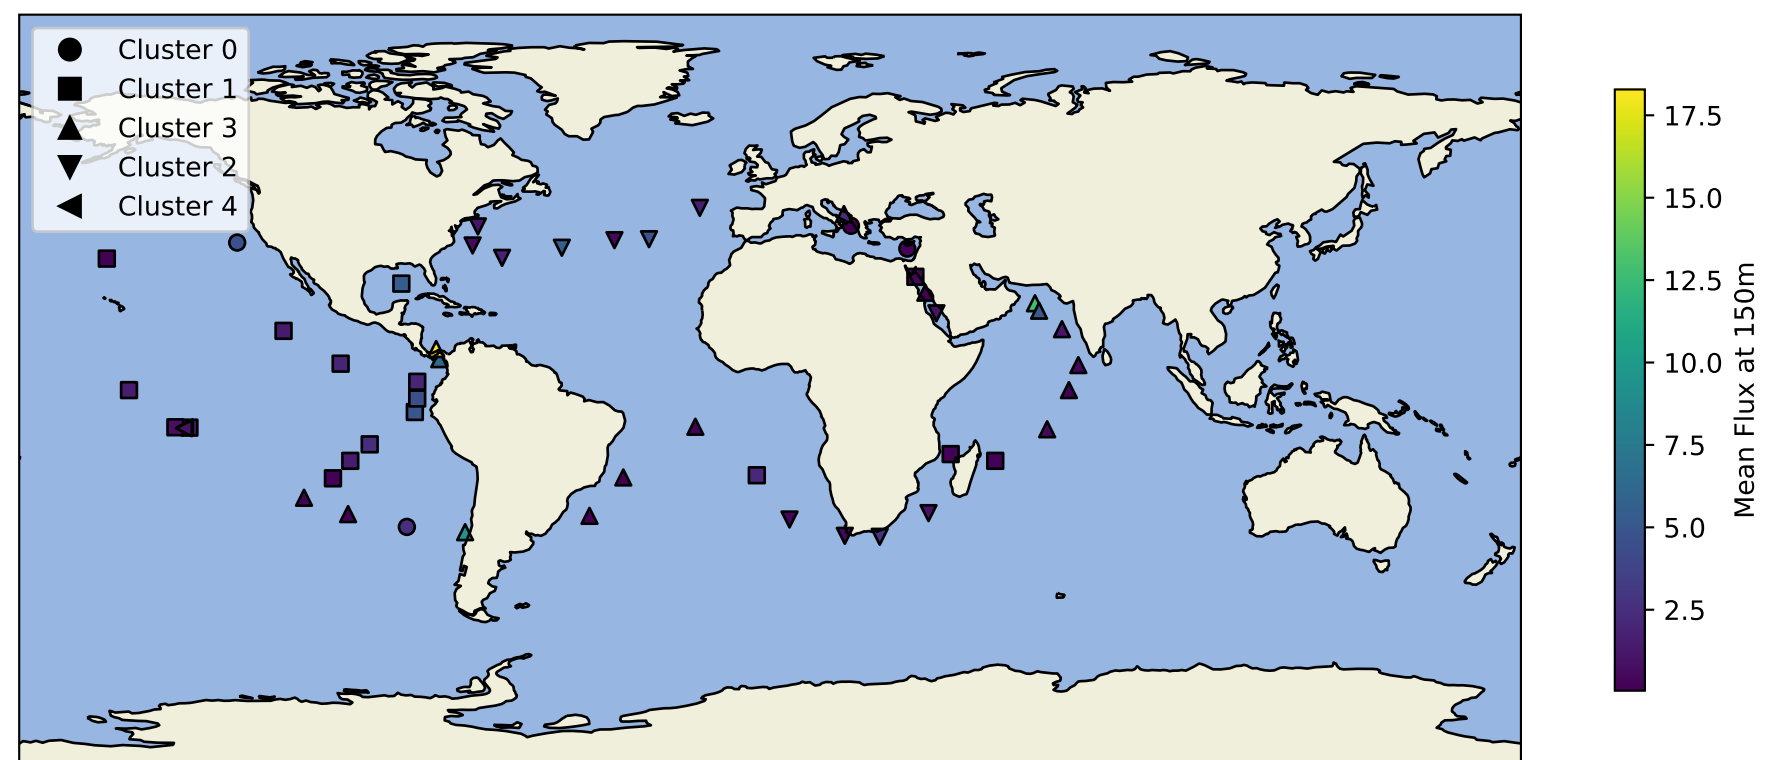 Cluster 0
Cluster 1
Cluster 3
Cluster 2
Cluster 4
17.5
15.0
12.5
10.0
7.5
5.0
2.5
Mean Flux at 150m